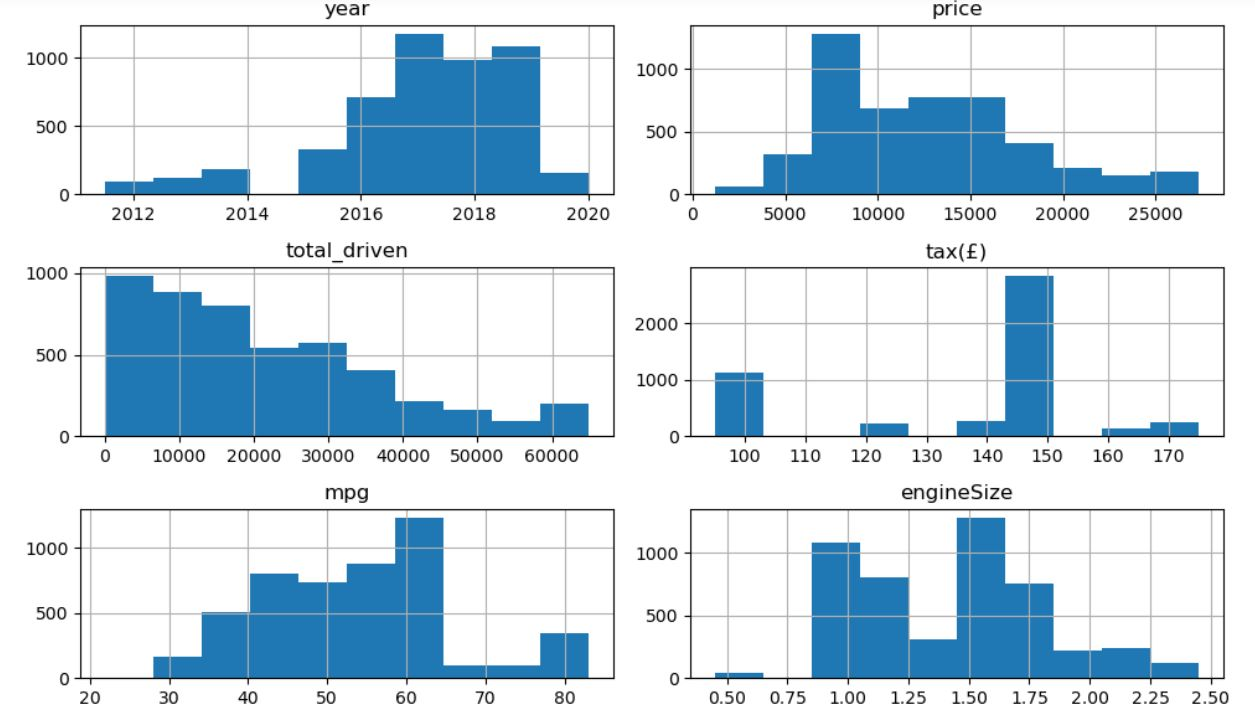 year
1000
500
0
2012 2014 2016 2018 2020
price
1000
500
0
0 5000 10000 15000 20000 25000
total_driven
1000
500
0
0 10000 20000 30000 40000 50000 60000
tax(£)
2000
1000
0
100 110 120 130 140 150 160 170
mpg
1000
500
0
20 30 40 50 60 70 80
engineSize
1000
500
0
0.50 0.75 1.00 1.25 1.50 1.75 2.00 2.25 2.50